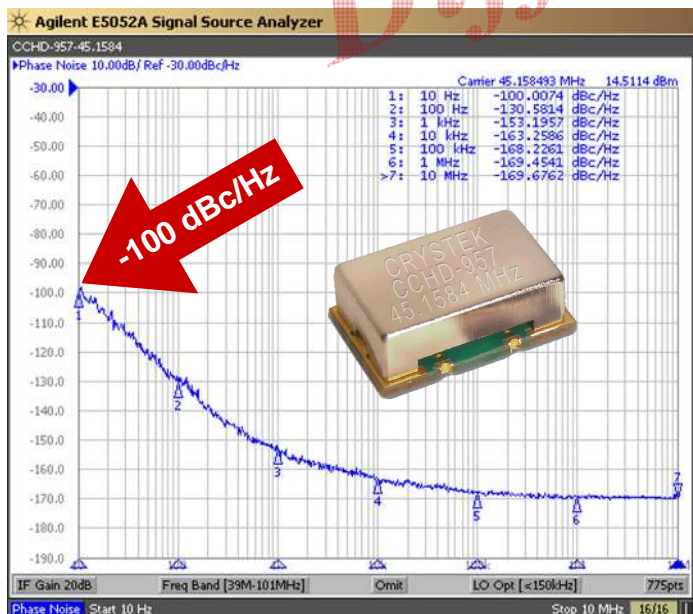 Agilent E5052A Signal Source Analyzer
CCHD-957-45.1584
Phase Noise 10.00dB/ Ref -30.00dBc/Hz
Carrier 45.158493 MHz 14.5114 dBm
1: 10 Hz -100.0074 dBc/Hz
2: 100 Hz -130.5814 dBc/Hz
3: 1 kHz -153.1957 dBc/Hz
4: 10 kHz -163.2586 dBc/Hz
5: 100 kHz -168.2261 dBc/Hz
6: 1 MHz -169.4541 dBc/Hz
>7: 10 MHz -169.6762 dBc/Hz
-30.00
-40.00
-50.00
-60.00
-70.00
-80.00
-90.00
-100.0
-110.0
-120.0
-130.0
-140.0
-150.0
-160.0
-170.0
-180.0
-190.0
-100 dBc/Hz
CRYSTEK
CCHD-957
45.1584 MHz
1
2
3
4
5
6
7
IF Gain 20dB
Freq Band [39M-101MHz]
Omit
LO Opt [<150kHz]
775pts
Phase Noise Start 10 Hz
Stop 10 MHz 16/16